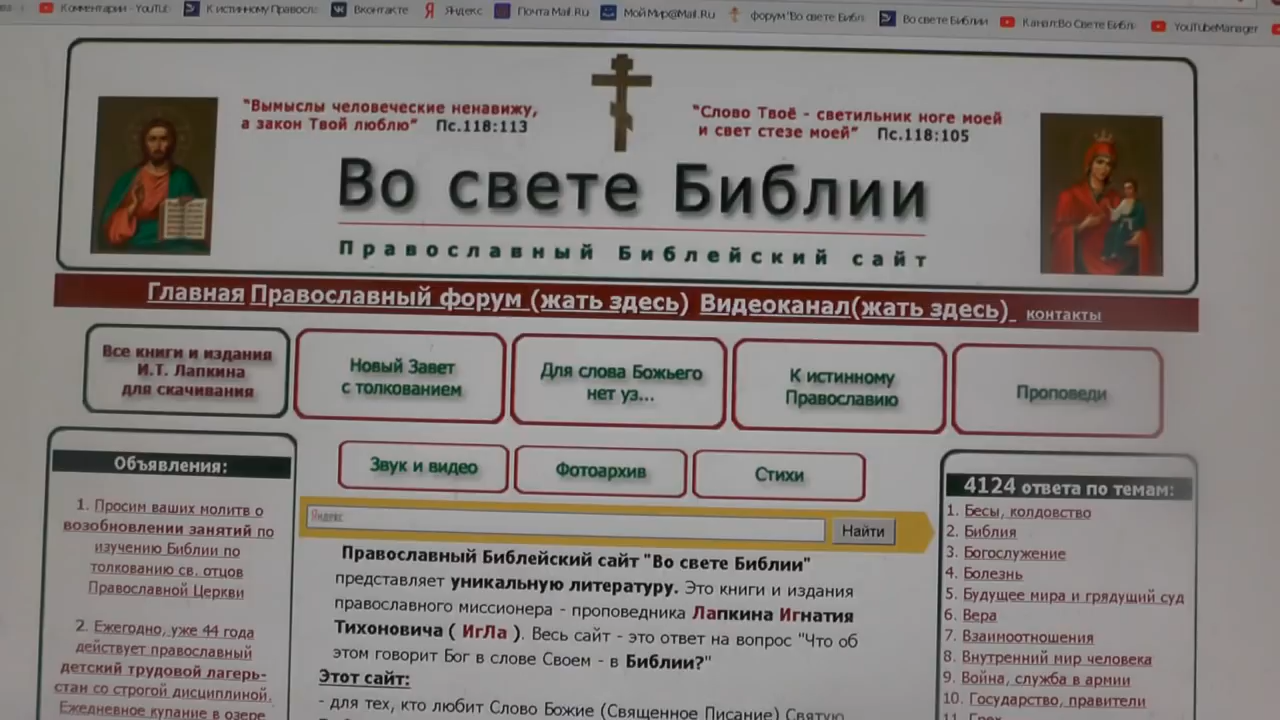 Комментарии - YouTube
К истинному Правосл
Вконтакте
Яндекс
Почта Mail.Ru
Мой Мир@Mail.Ru
форум "Во свете Библ
Во свете Библии
Канал:Во Свете Библ
YouTubeManager
"Вымыслы человеческие ненавижу,
а закон Твой люблю" Пс.118:113
"Слово Твоё - светильник ноге моей
и свет стезе моей" Пс.118:105
Во свете Библии
Православный Библейский сайт
Главная Православный форум (жать здесь) Видеоканал(жать здесь) контакты
Все книги и издания
И.Т. Лапкина
для скачивания
Новый Завет
с толкованием
Для слова Божьего
нет уз...
К истинному
Православию
Проповеди
Звук и видео
Фотоархив
Стихи
Объявления:
1. Просим ваших молитв о
возобновлении занятий по
изучению Библии по
толкованию св. отцов
Православной Церкви
2. Ежегодно, уже 44 года
действует православный
детский трудовой лагерь-
стан со строгой дисциплиной.
Ежедневное купание в озере
Яндекс
Найти
Православный Библейский сайт "Во свете Библии"
представляет уникальную литературу. Это книги и издания
православного миссионера - проповедника Лапкина Игнатия
Тихоновича ( ИгЛа ). Весь сайт - это ответ на вопрос "Что об
этом говорит Бог в слове Своем - в Библии?"
Этот сайт:
- для тех, кто любит Слово Божие (Священное Писание) Святую
4124 ответа по темам:
1. Бесы, колдовство
2. Библия
3. Богослужение
4. Болезнь
5. Будущее мира и грядущий суд
6. Вера
7. Взаимоотношения
8. Внутренний мир человека
9. Война, служба в армии
10. Государство, правители
11. Грех